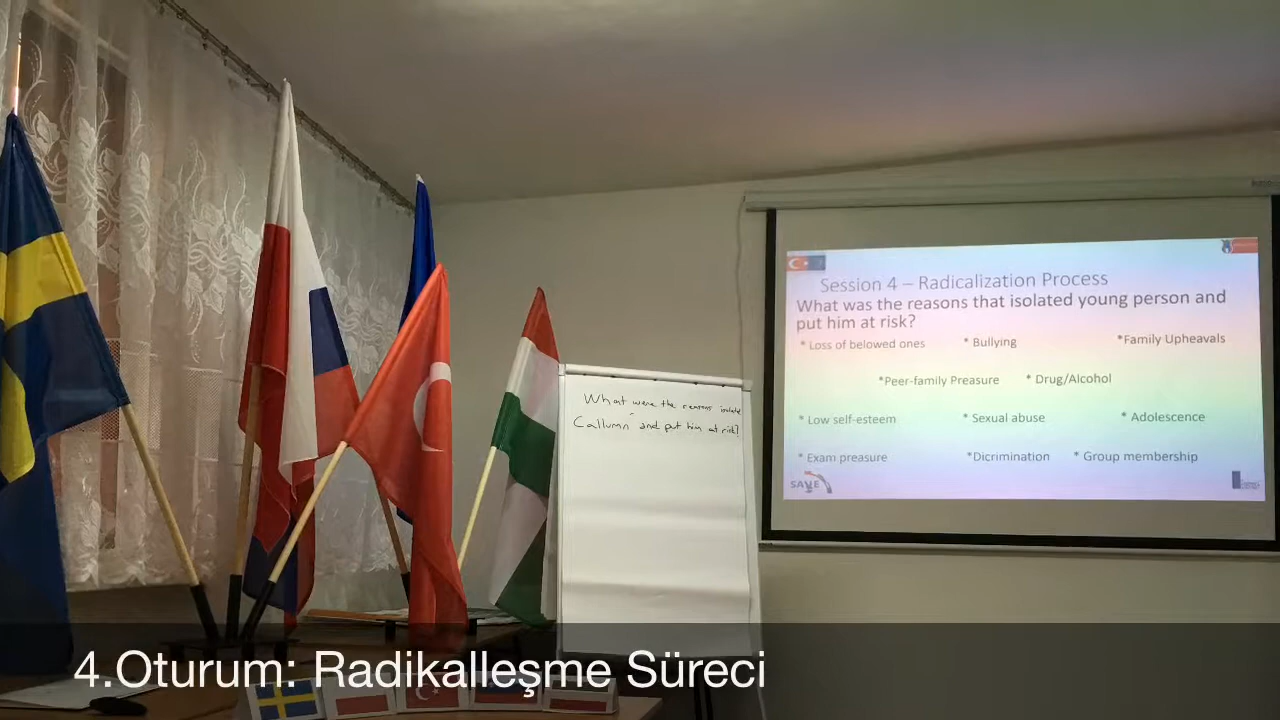 Session 4 – Radicalization Process
What was the reasons that isolated young person and
put him at risk?
* Loss of belowed ones * Bullying *Family Upheavals
*Peer-family Preasure * Drug/Alcohol
* Low self-esteem * Sexual abuse * Adolescence
* Exam preasure *Dicrimination * Group membership
SAVE
What were the reasons isolated
Callumn and put him at risk?
4.Oturum: Radikalleşme Süreci